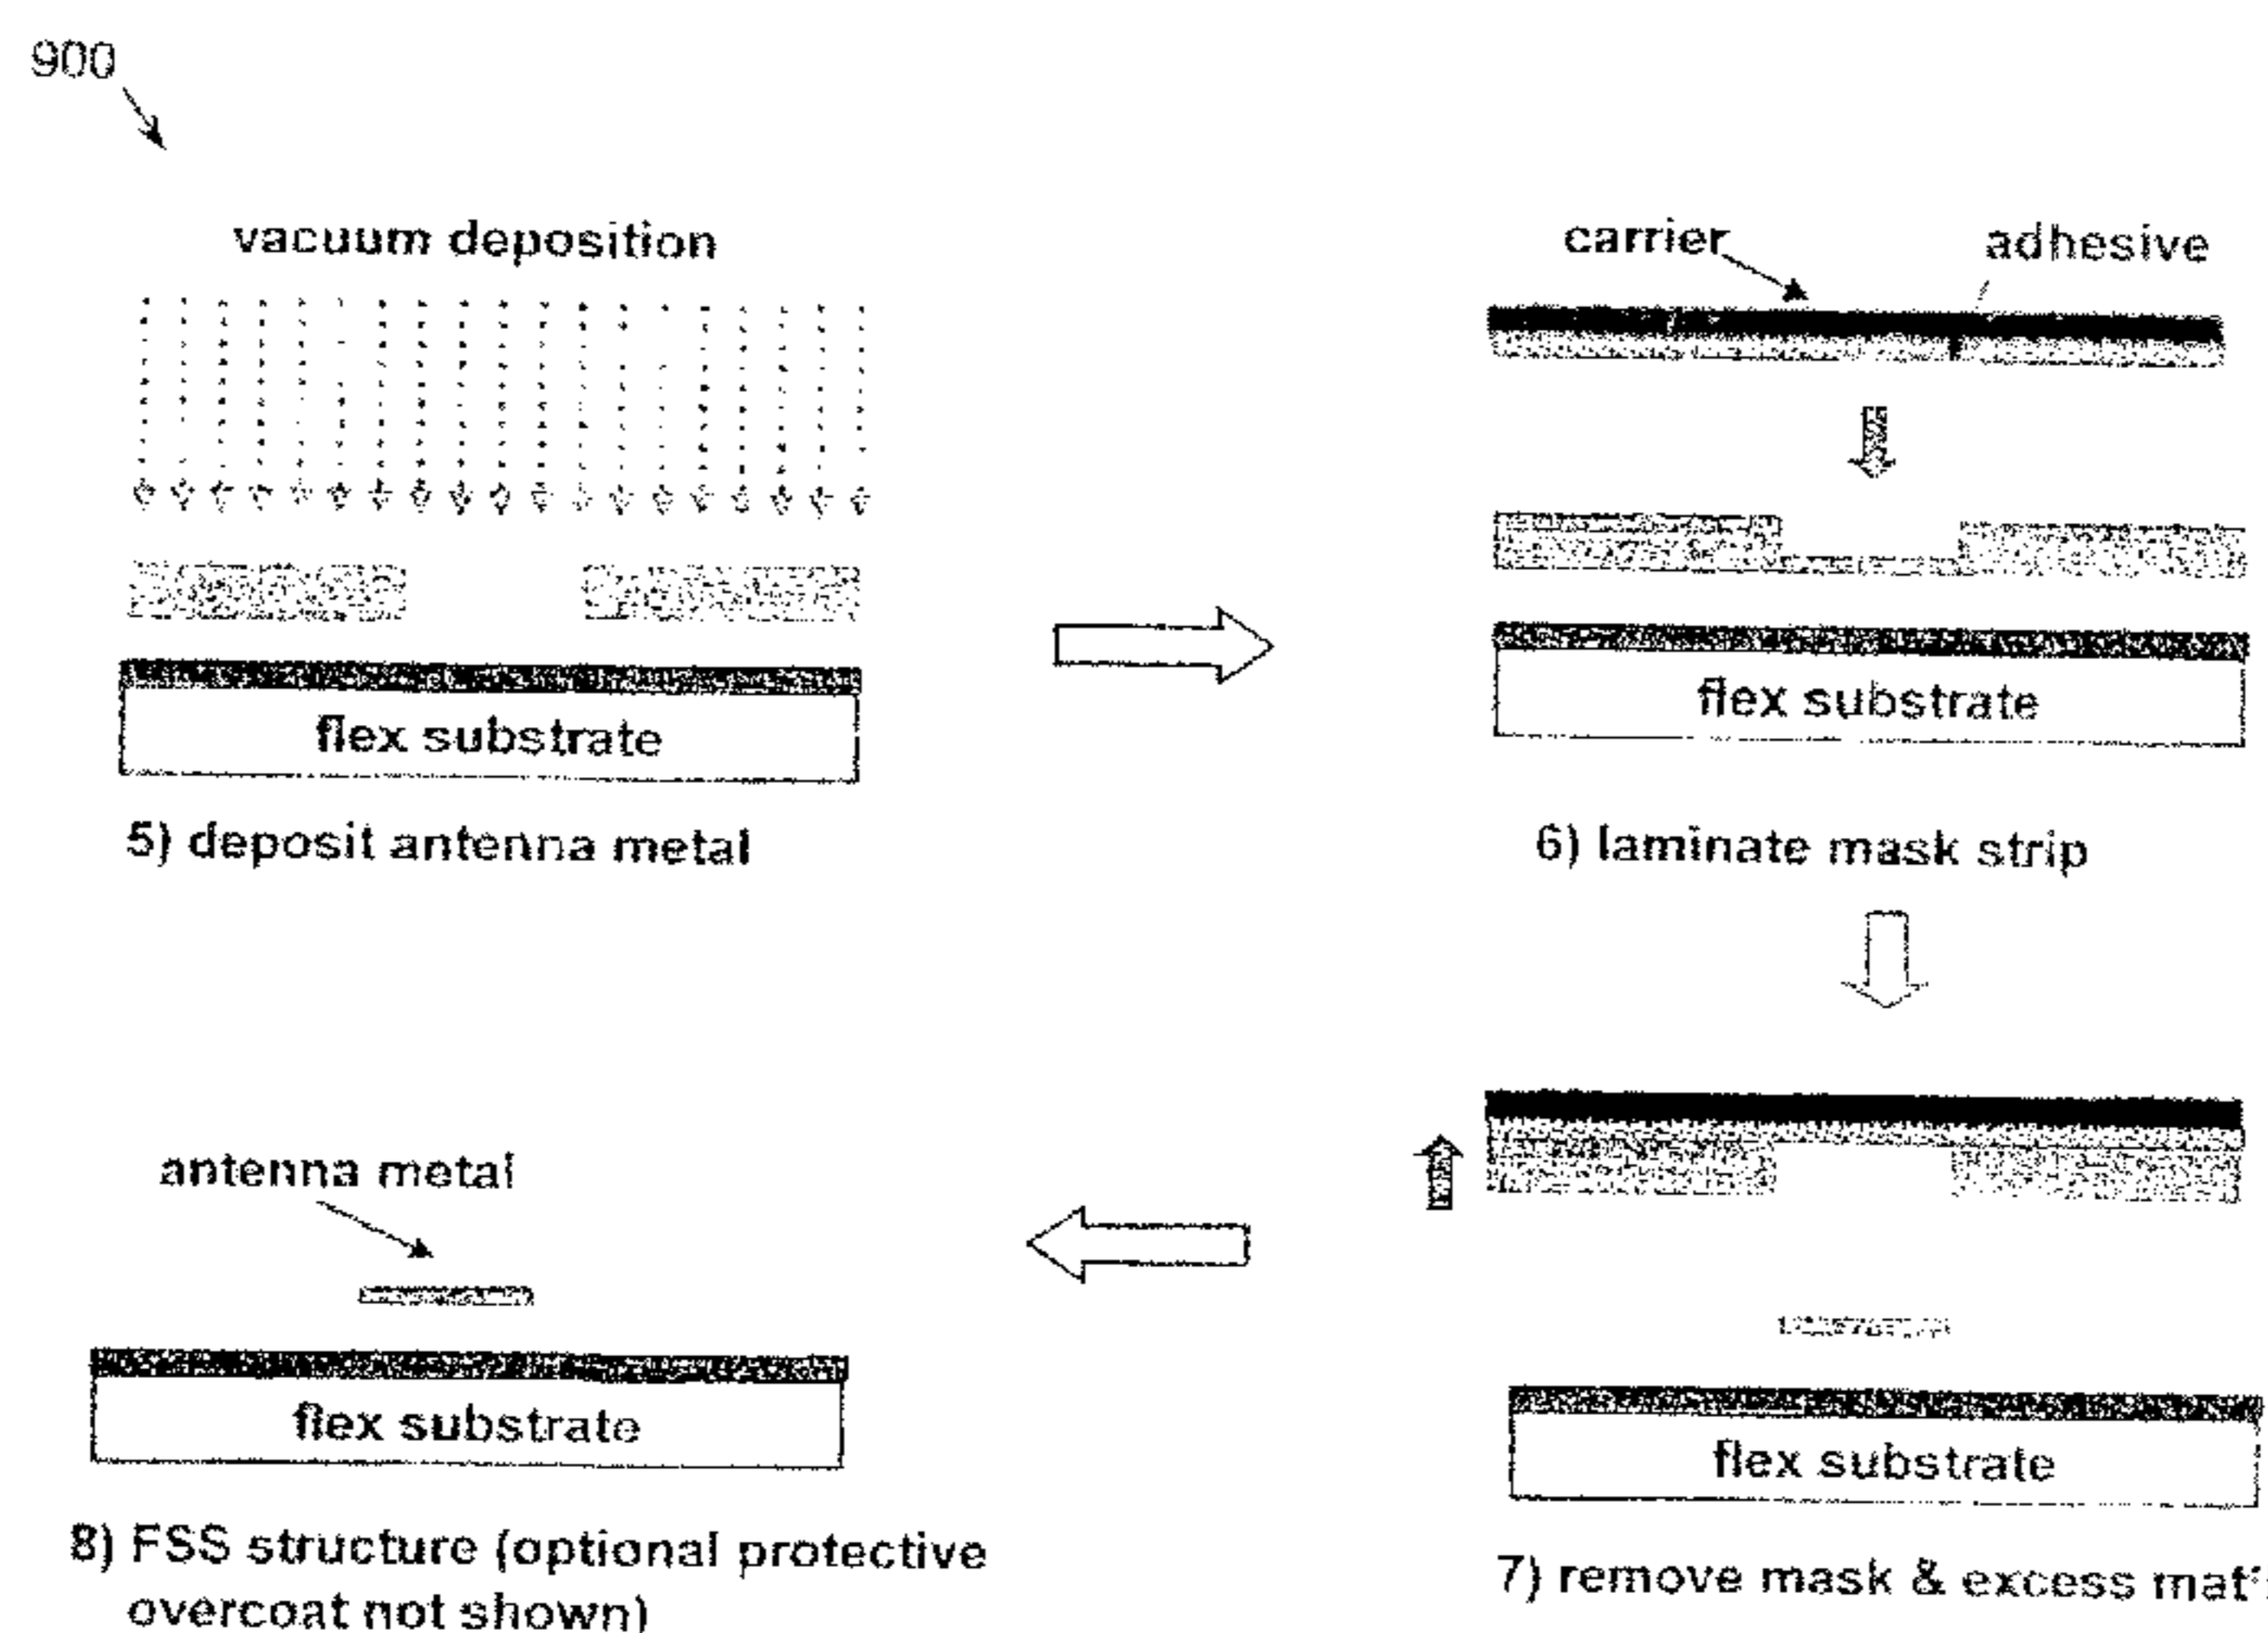 900
vacuum deposition
carrier
adhesive
flex substrate
flex substrate
5) deposit antenna metal
6) laminate mask strip
antenna metal
flex substrate
flex substrate
8) FSS structure (optional protective
overcoat not shown)
7) remove mask & excess